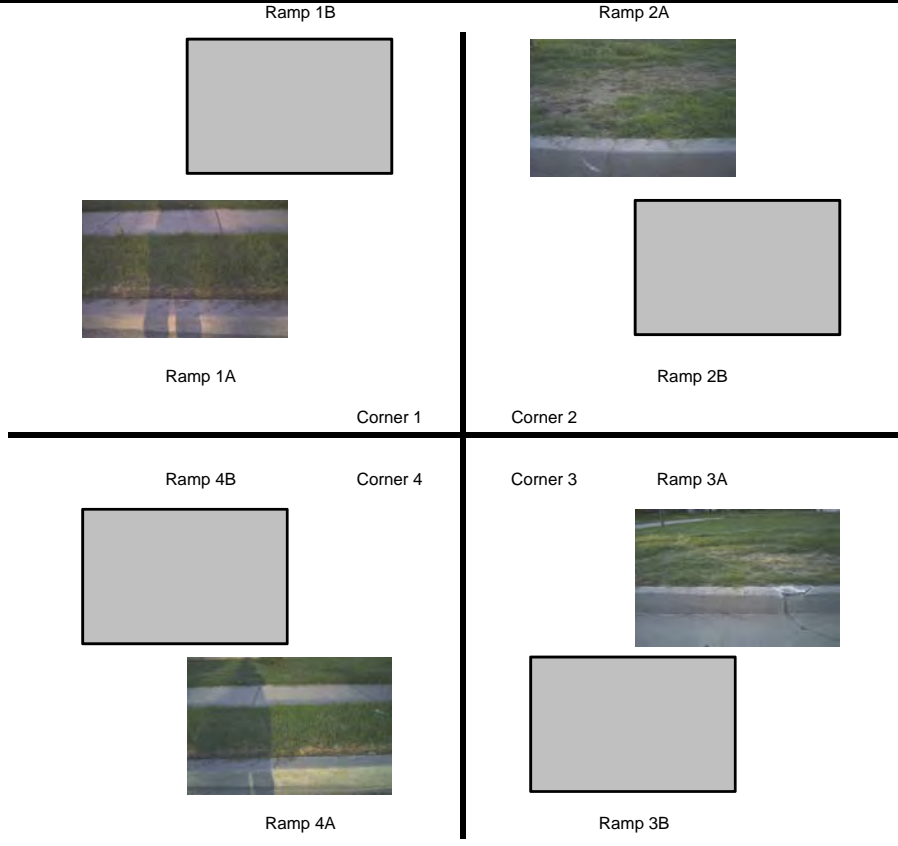 Ramp 1B Ramp 2A
Ramp 1A Ramp 2B
Corner 1 Corner 2
Ramp 4B Corner 4 Corner 3 Ramp 3A
Ramp 4A Ramp 3B